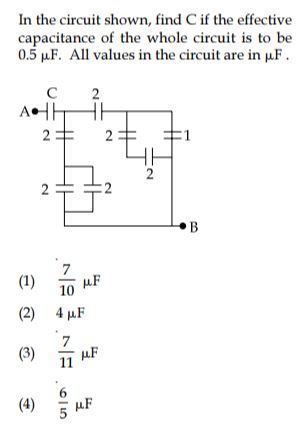 In the circuit shown, find C if the effective
capacitance of the whole circuit is to be
0.5 μF. All values in the circuit are in μF .
C 2
A
2 2 1
2
2 2
B
(1) 7/10 μF
(2) 4 μF
(3) 7/11 μF
(4) 6/5 μF